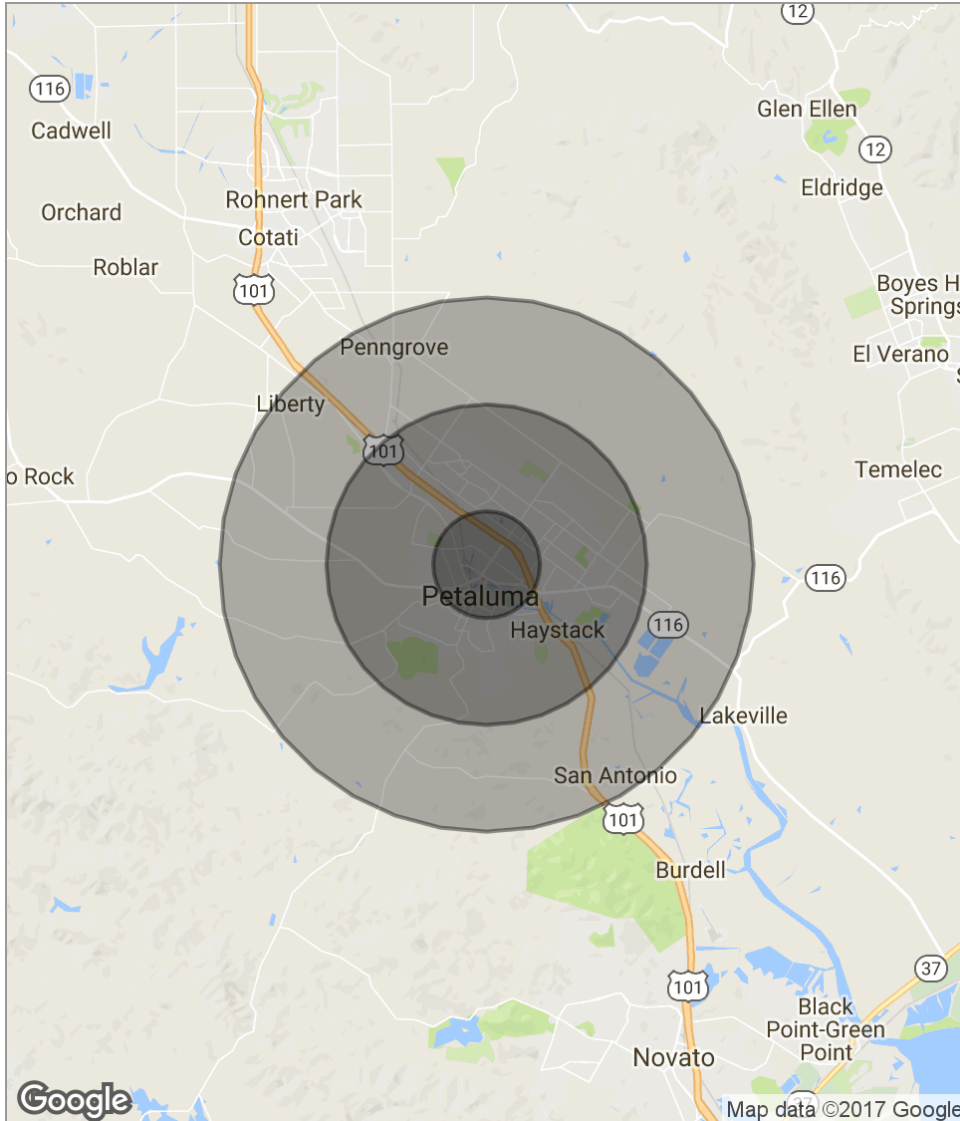 12
116
Glen Ellen
Cadwell
12
Eldridge
Rohnert Park
Orchard
Cotati
Roblar
101
Boyes H
Springs
Penngrove
El Verano
S
Liberty
101
Temelec
o Rock
116
Petaluma
Haystack
116
Lakeville
San Antonio
101
Burdell
37
101
Black
Point-Green
Point
Novato
37
Google
Map data ©2017 Google